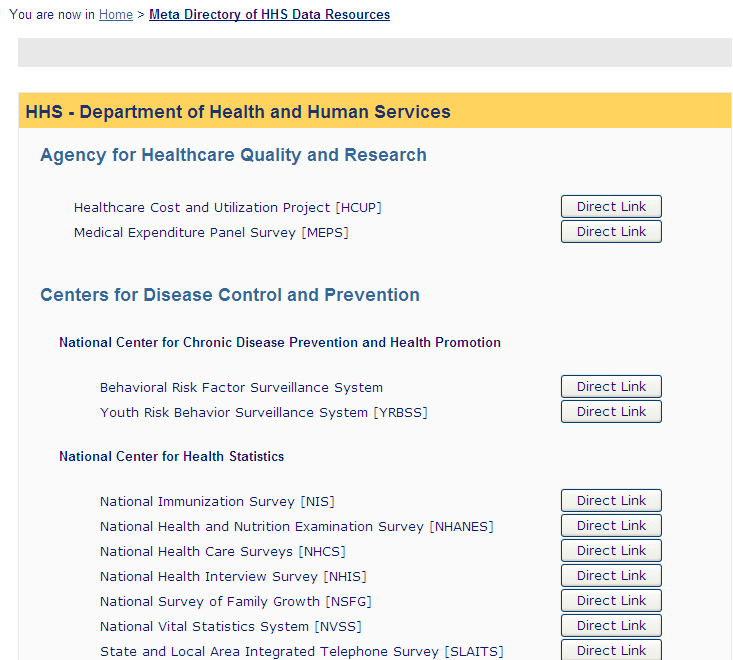 You are now in Home > Meta Directory of HHS Data Resources
HHS - Department of Health and Human Services
Agency for Healthcare Quality and Research
Healthcare Cost and Utilization Project [HCUP] Direct Link
Medical Expenditure Panel Survey [MEPS] Direct Link
Centers for Disease Control and Prevention
National Center for Chronic Disease Prevention and Health Promotion
Behavioral Risk Factor Surveillance System Direct Link
Youth Risk Behavior Surveillance System [YRBSS] Direct Link
National Center for Health Statistics
National Immunization Survey [NIS] Direct Link
National Health and Nutrition Examination Survey [NHANES] Direct Link
National Health Care Surveys [NHCS] Direct Link
National Health Interview Survey [NHIS] Direct Link
National Survey of Family Growth [NSFG] Direct Link
National Vital Statistics System [NVSS] Direct Link
State and Local Area Integrated Telephone Survey [SLAITS] Direct Link